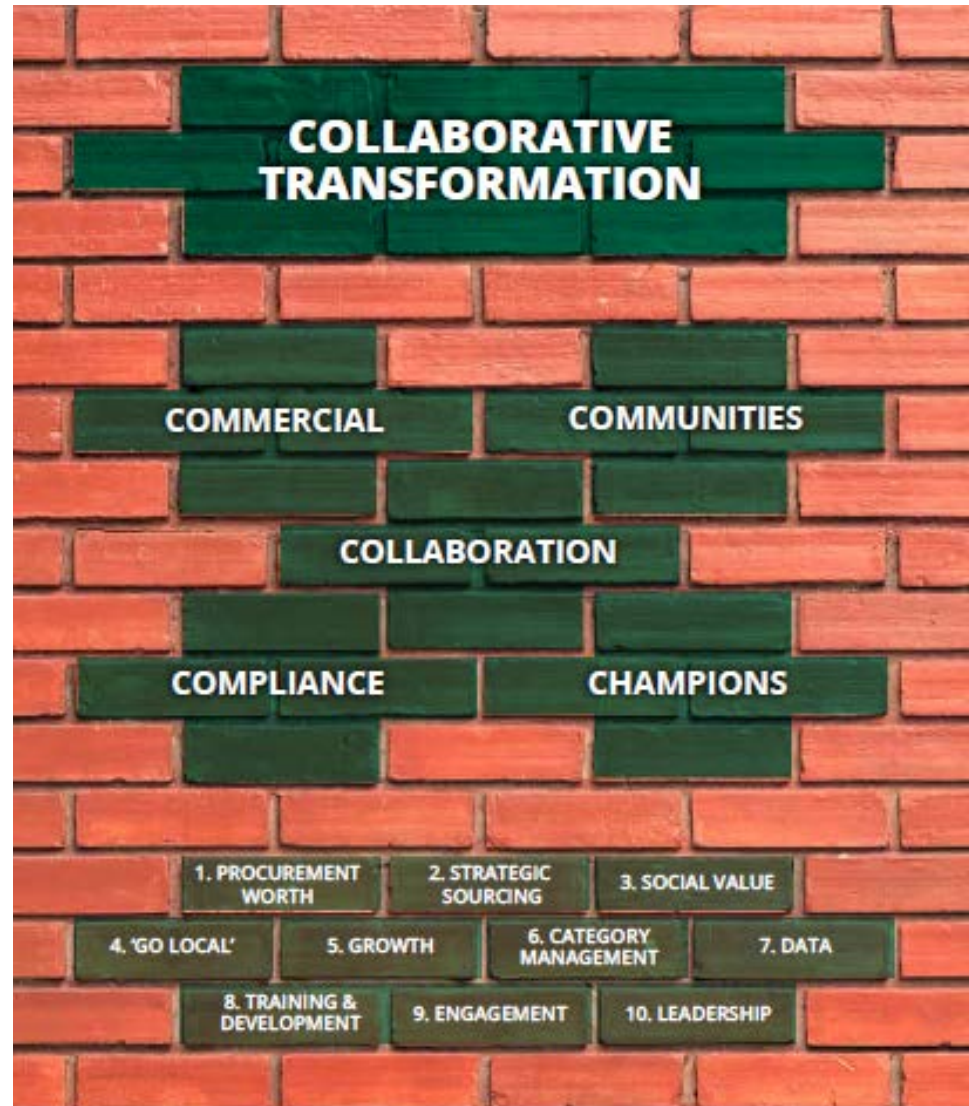 COLLABORATIVE
TRANSFORMATION
COMMERCIAL
COMMUNITIES
COLLABORATION
COMPLIANCE
CHAMPIONS
1. PROCUREMENT
WORTH
2. STRATEGIC
SOURCING
3. SOCIAL VALUE
4. ‘GO LOCAL’
5. GROWTH
6. CATEGORY
MANAGEMENT
7. DATA
8. TRAINING &
DEVELOPMENT
9. ENGAGEMENT
10. LEADERSHIP